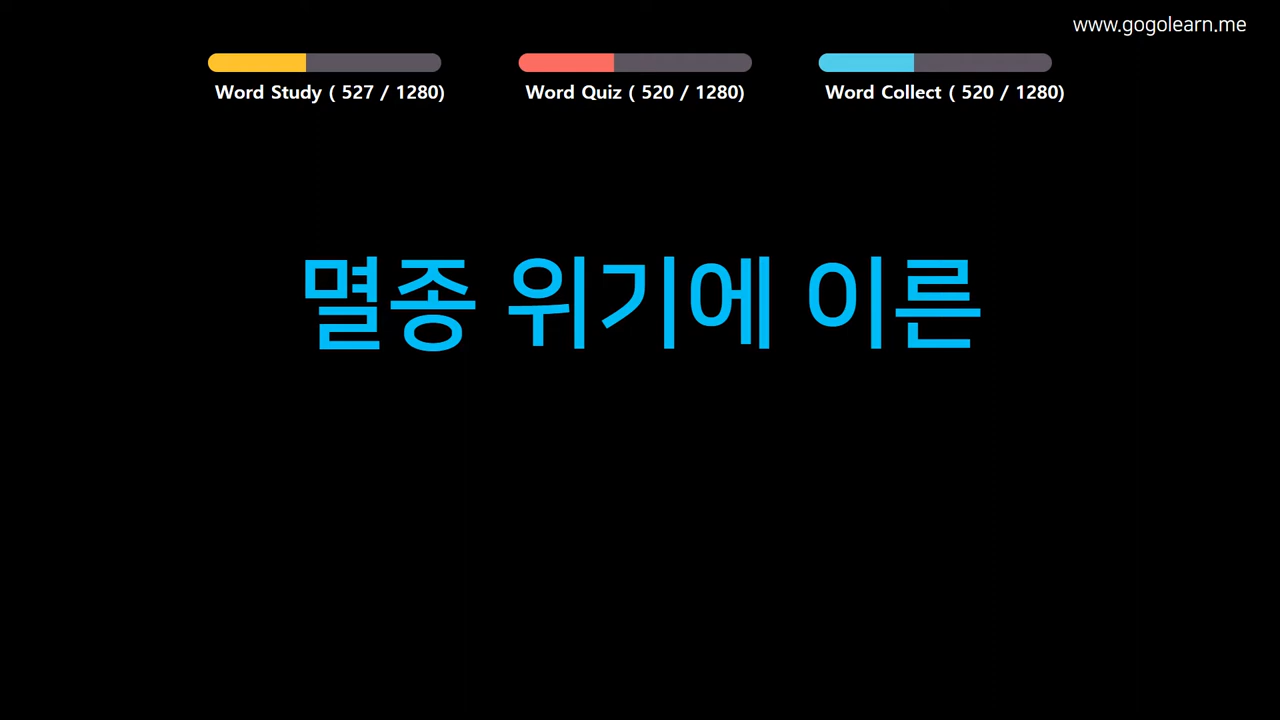 www.gogolearn.me
Word Study ( 527 / 1280)
Word Quiz ( 520 / 1280)
Word Collect ( 520 / 1280)
멸종 위기에 이른